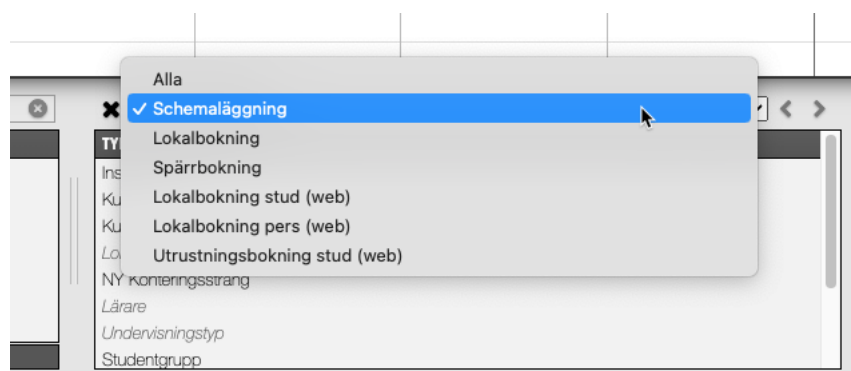 Alla
✓ Schemaläggning
Lokalbokning
Spärrbokning
Lokalbokning stud (web)
Lokalbokning pers (web)
Utrustningsbokning stud (web)
NY Konteringssträng
Lärare
Undervisningstyp
Studentgrupp